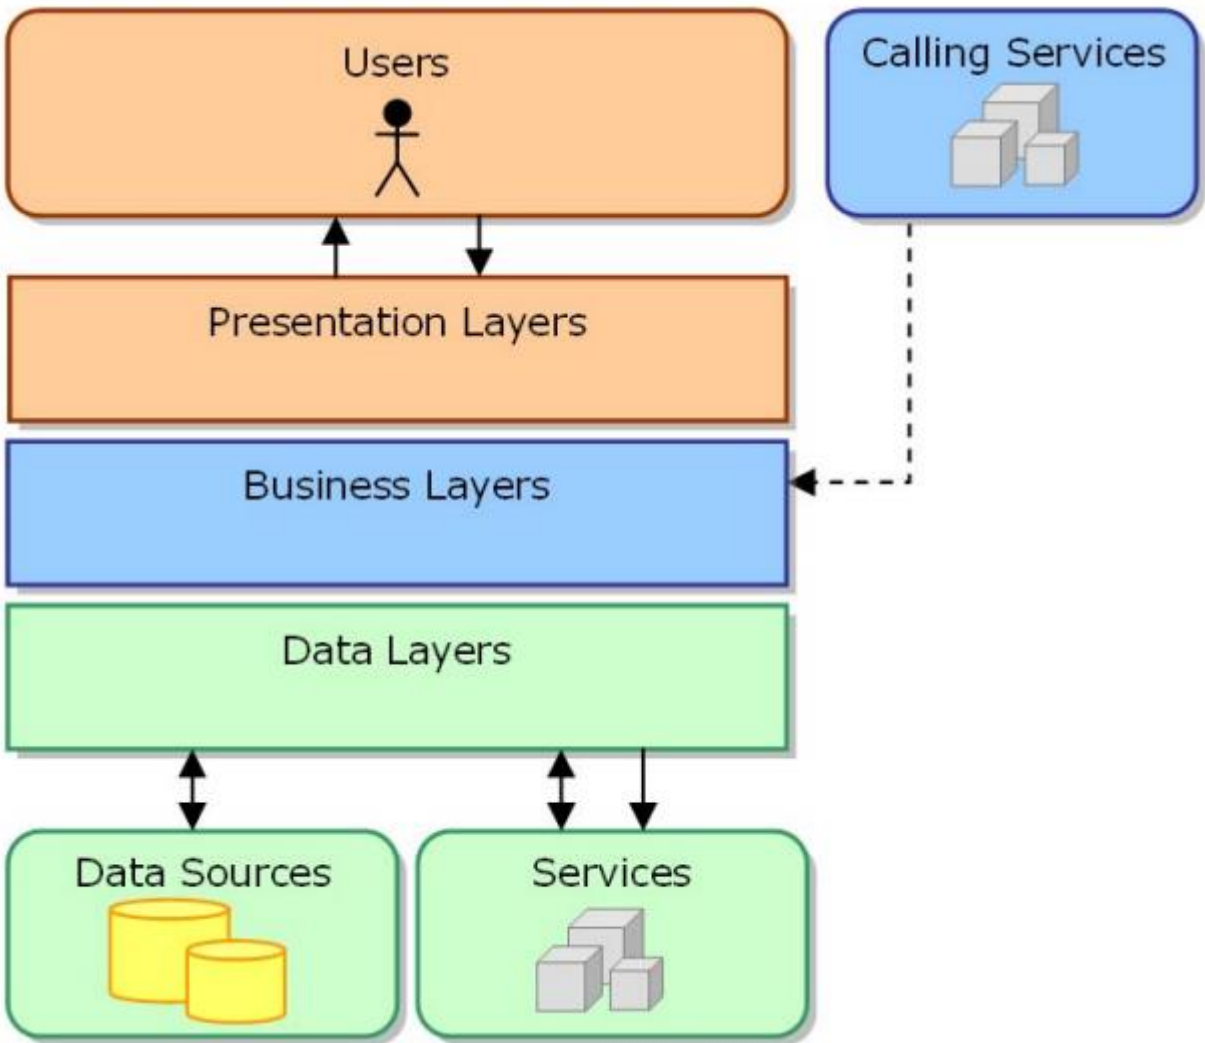 Users
Calling Services
Presentation Layers
Business Layers
Data Layers
Data Sources
Services